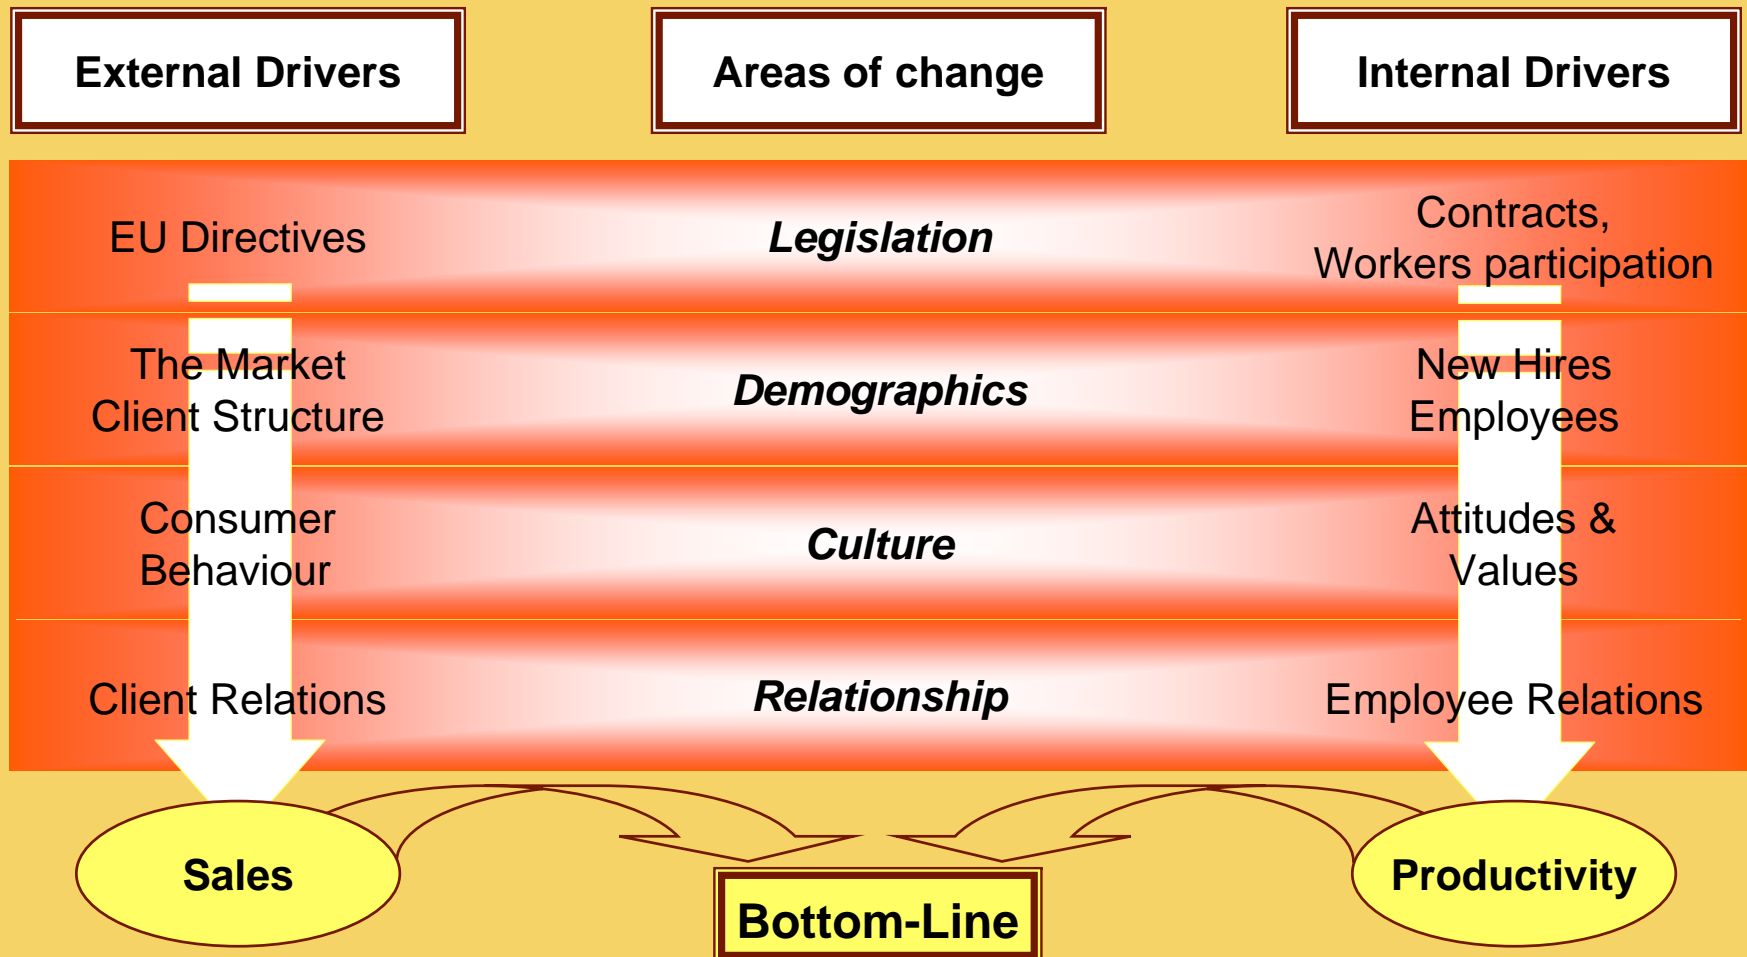 External Drivers
Areas of change
Internal Drivers
EU Directives
Legislation
Contracts,
Workers participation
The Market
Client Structure
Demographics
New Hires
Employees
Consumer
Behaviour
Culture
Attitudes &
Values
Client Relations
Relationship
Employee Relations
Sales
Bottom-Line
Productivity